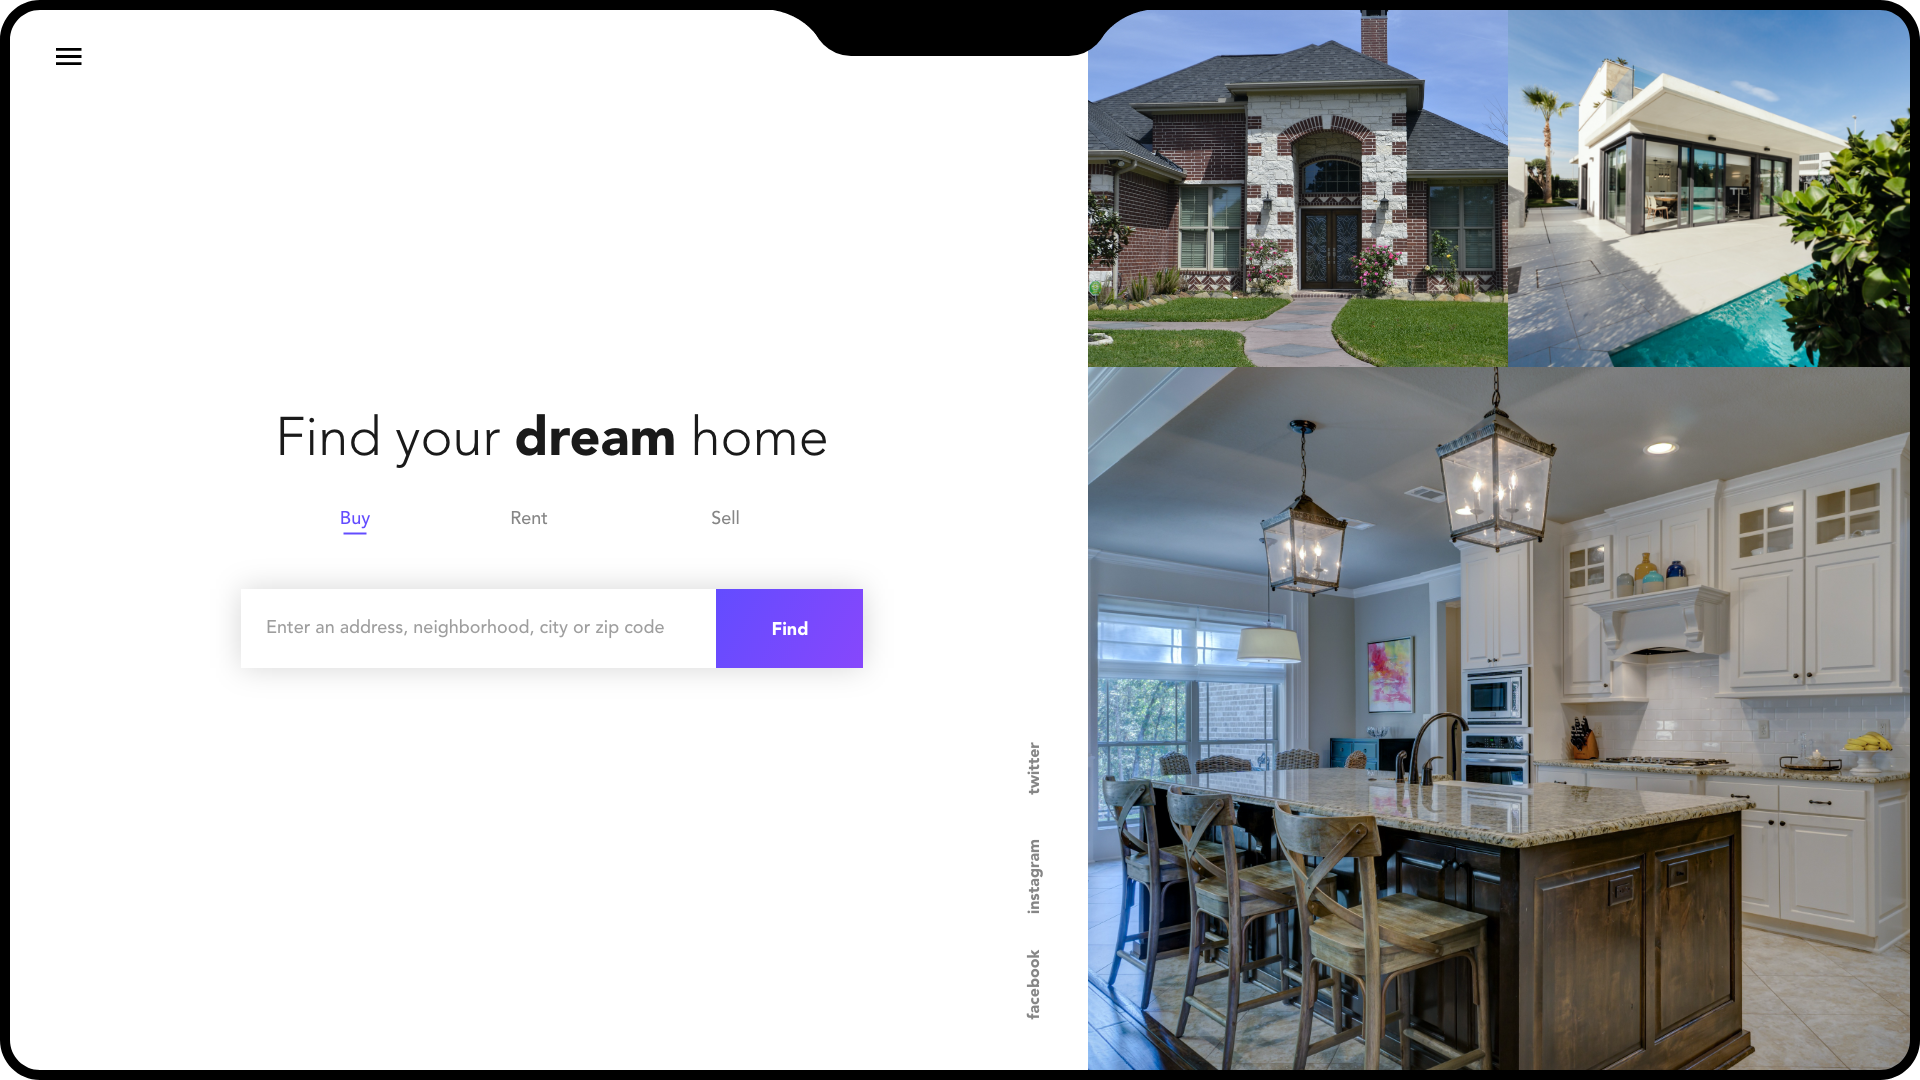 Find your dream home
Buy
Rent
Sell
Enter an address, neighborhood, city or zip code
Find
twitter
instagram
facebook